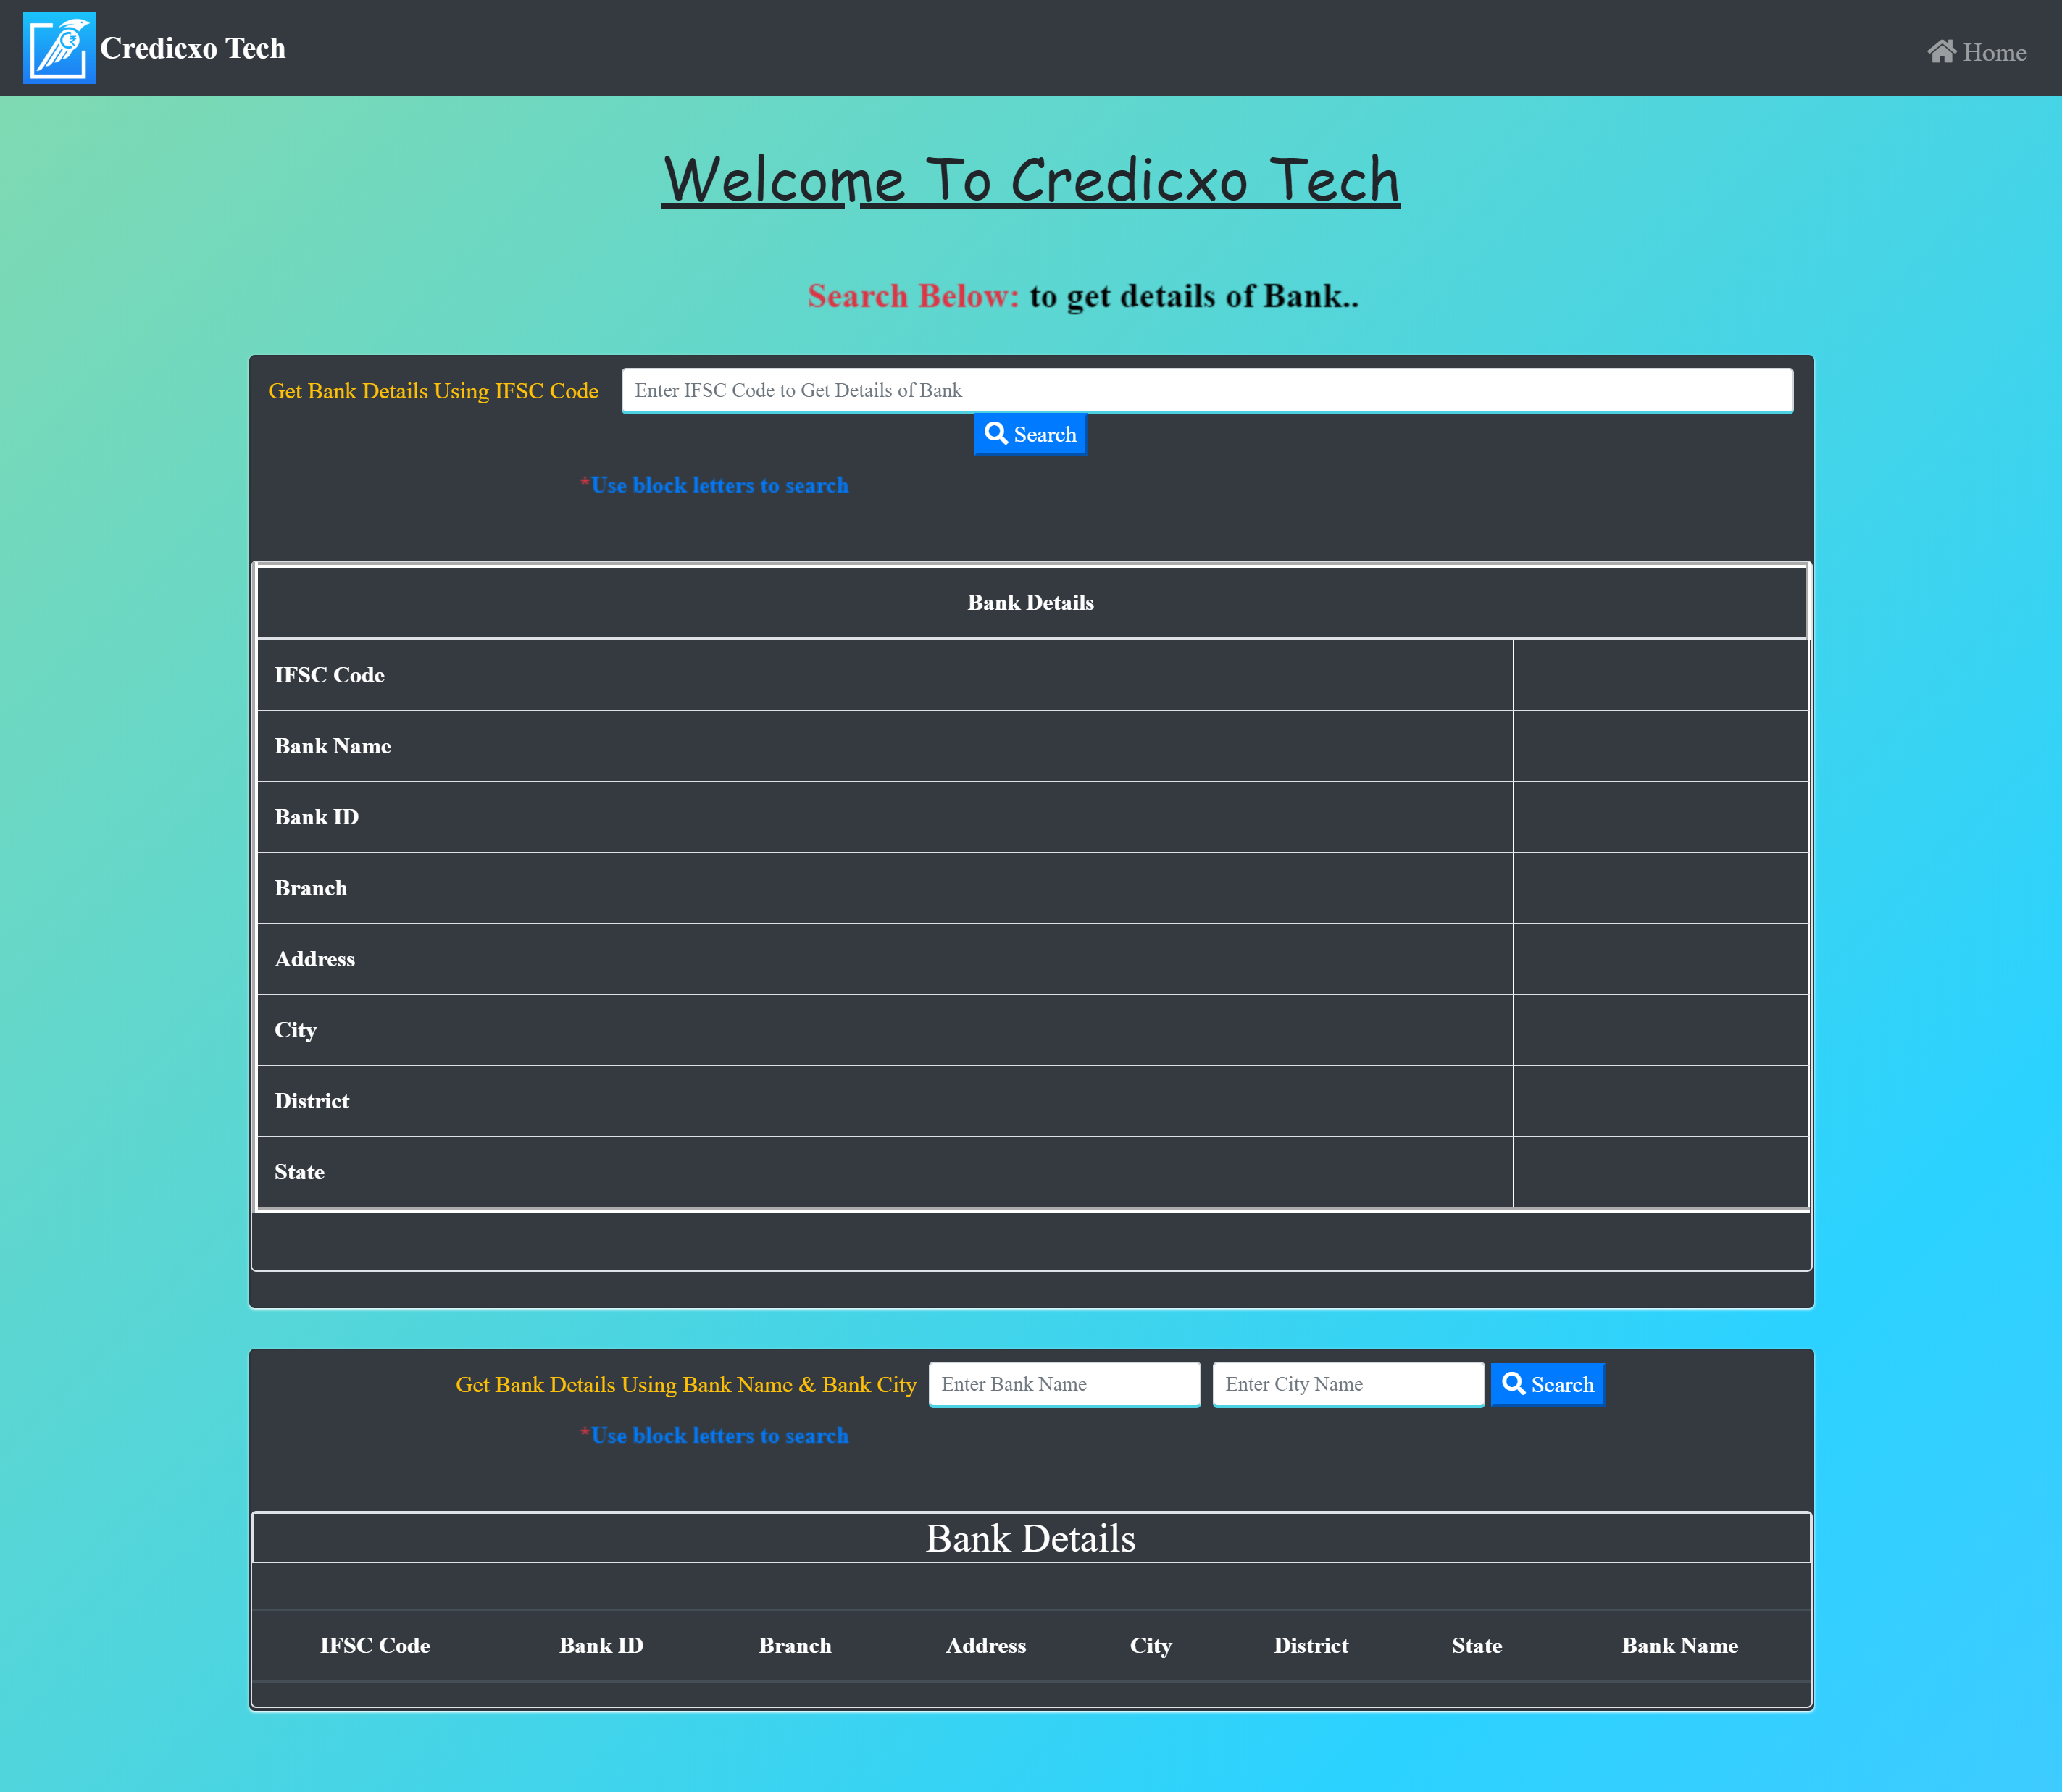 Credicxo Tech
Home
Welcome To Credicxo Tech
Search Below: to get details of Bank..
Get Bank Details Using IFSC Code Enter IFSC Code to Get Details of Bank
Search
*Use block letters to search
Bank Details
IFSC Code
Bank Name
Bank ID
Branch
Address
City
District
State
Get Bank Details Using Bank Name & Bank City Enter Bank Name Enter City Name Search
*Use block letters to search
Bank Details
IFSC Code Bank ID Branch Address City District State Bank Name